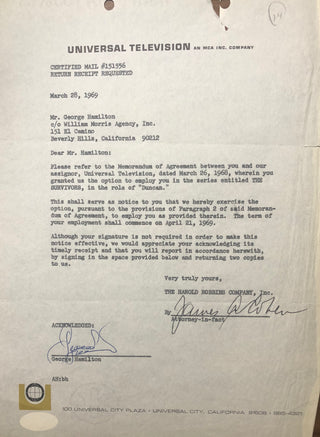 14
UNIVERSAL TELEVISION AN MCA INC. COMPANY
CERTIFIED MAIL #151556
RETURN RECEIPT REQUESTED
March 28, 1969
Mr. George Hamilton
c/o William Morris Agency, Inc.
151 El Camino
Beverly Hills, California 90212
Dear Mr. Hamilton:
Please refer to the Memorandum of Agreement between you and our
assignor, Universal Television, dated March 26, 1968, wherein you
granted us the option to employ you in the series entitled THE
SURVIVORS, in the role of "Duncan."
This shall serve as notice to you that we hereby exercise the
option, pursuant to the provisions of Paragraph 2 of said Memoran-
dum of Agreement, to employ you as provided therein. The term of
your employment shall commence on April 21, 1969.
Although your signature is not required in order to make this
notice effective, we would appreciate your acknowledging its
timely receipt and that you will report in accordance herewith,
by signing in the space provided below and returning two copies
to us.
Very truly yours,
THE HAROLD ROBBINS COMPANY, Inc.
By James A Cohen
Attorney-in-fact
ACKNOWLEDGED:
George Hamilton
AH:bh
100 UNIVERSAL CITY PLAZA · UNIVERSAL CITY, CALIFORNIA 91608 · 985-4321